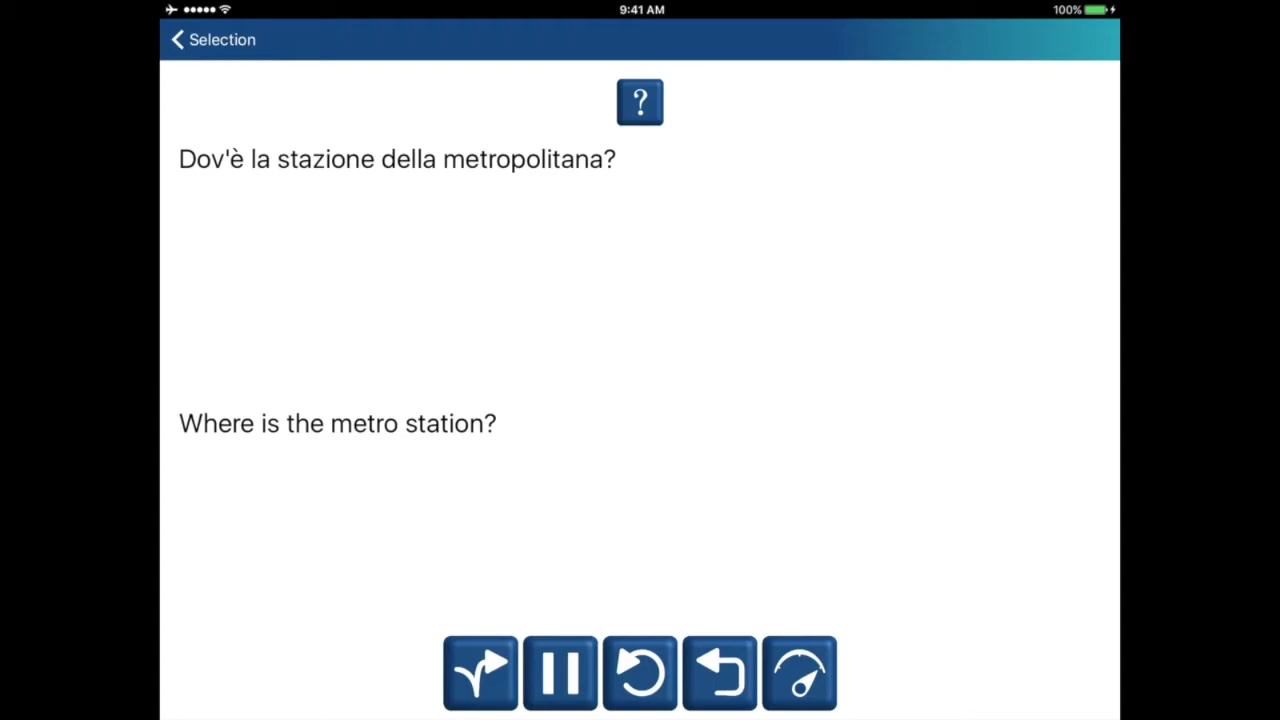 9:41 AM
100%
Selection
?
Dov'è la stazione della metropolitana?
Where is the metro station?